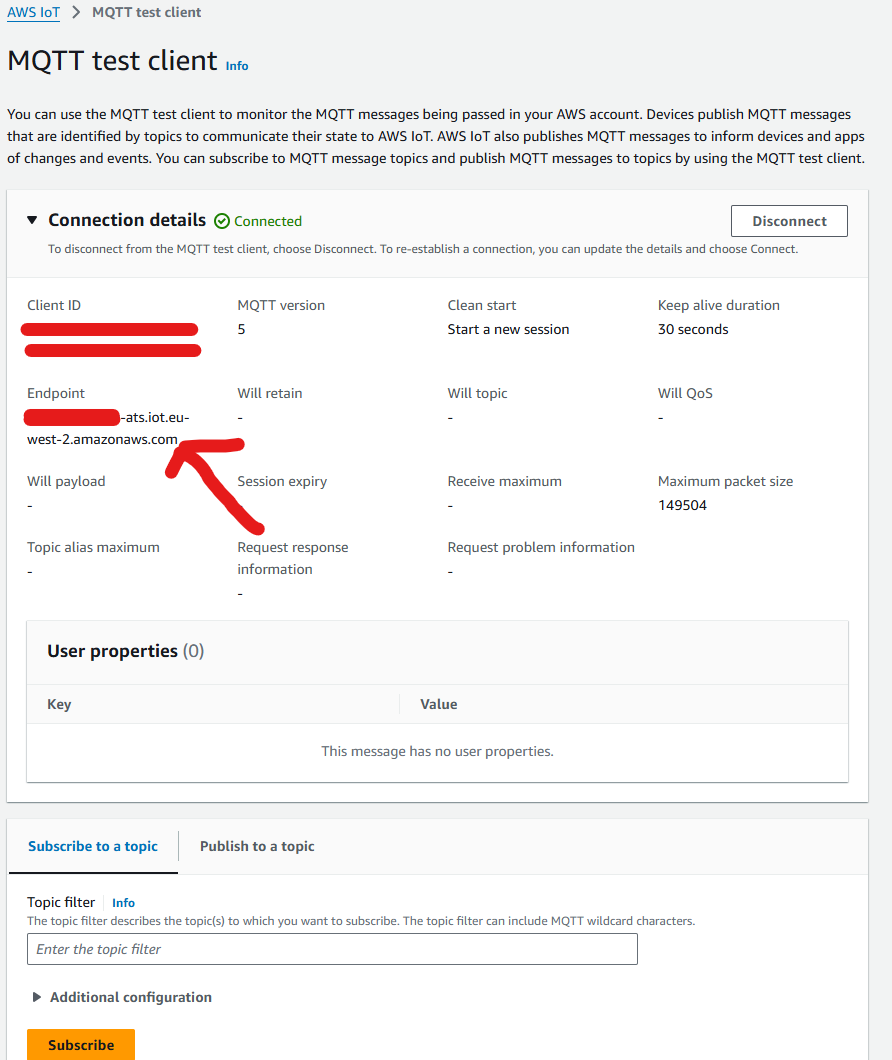 AWS IoT > MQTT test client
MQTT test client Info
You can use the MQTT test client to monitor the MQTT messages being passed in your AWS account. Devices publish MQTT messages
that are identified by topics to communicate their state to AWS IoT. AWS IoT also publishes MQTT messages to inform devices and apps
of changes and events. You can subscribe to MQTT message topics and publish MQTT messages to topics by using the MQTT test client.
Connection details Connected Disconnect
To disconnect from the MQTT test client, choose Disconnect. To re-establish a connection, you can update the details and choose Connect.
Client ID MQTT version Clean start Keep alive duration
5 Start a new session 30 seconds
Endpoint Will retain Will topic Will QoS
-ats.iot.eu- - - -
west-2.amazonaws.com
Will payload Session expiry Receive maximum Maximum packet size
- - 149504
Topic alias maximum Request response Request problem information
information
- -
-
User properties (0)
Key Value
This message has no user properties.
Subscribe to a topic Publish to a topic
Topic filter Info
The topic filter describes the topic(s) to which you want to subscribe. The topic filter can include MQTT wildcard characters.
Enter the topic filter
Additional configuration
Subscribe